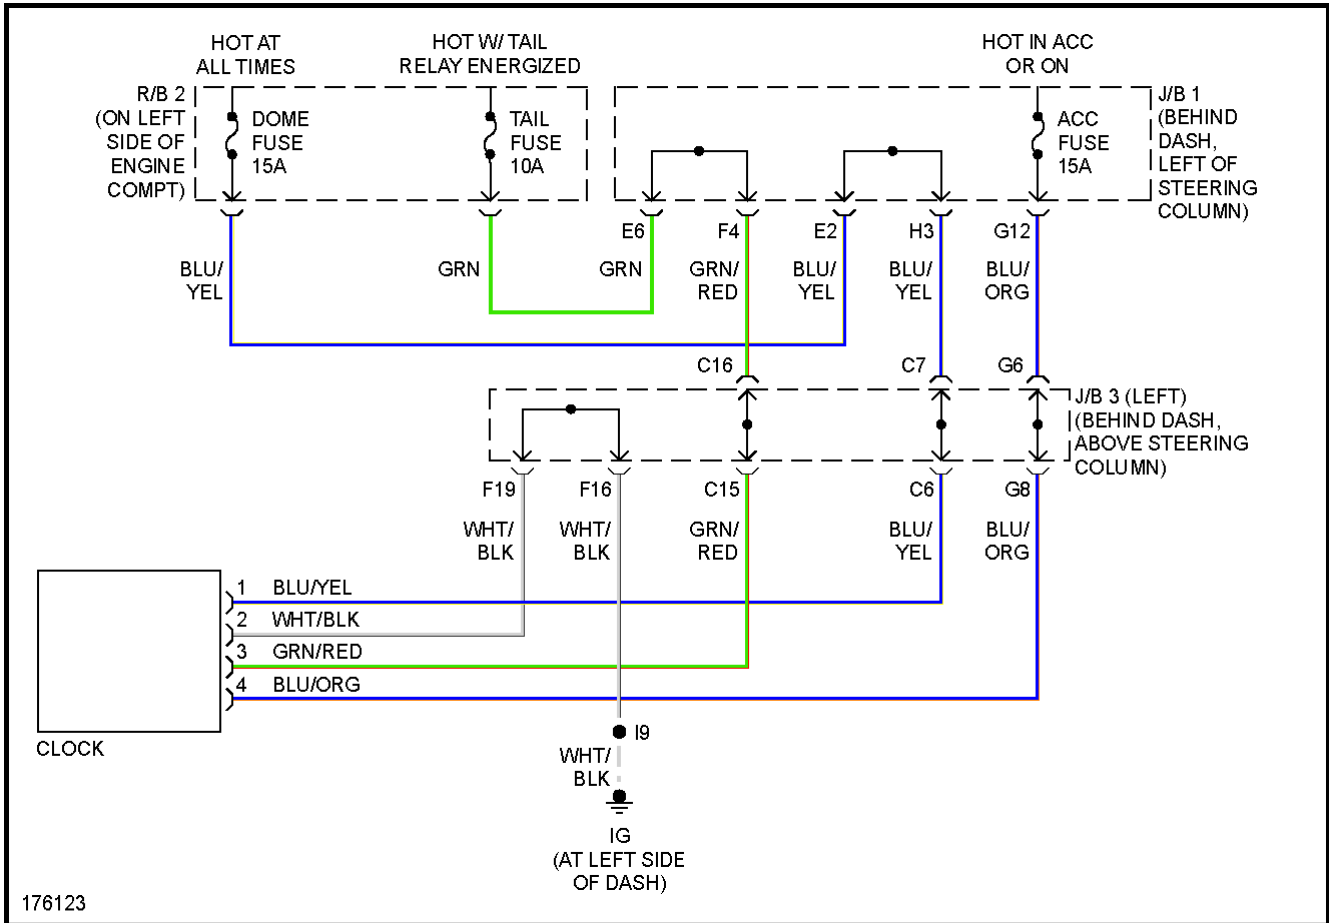 HOT AT
ALL TIMES
HOT W/ TAIL
RELAY ENERGIZED
HOT IN ACC
OR ON
R/B 2
(ON LEFT
SIDE OF
ENGINE
COMPT)
DOME
FUSE
15A
TAIL
FUSE
10A
ACC
FUSE
15A
J/B 1
(BEHIND
DASH,
LEFT OF
STEERING
COLUMN)
E6
F4
E2
H3
G12
BLU/
YEL
GRN
GRN
GRN/
RED
BLU/
YEL
BLU/
YEL
BLU/
ORG
C16
C7
G6
J/B 3 (LEFT)
(BEHIND DASH,
ABOVE STEERING
COLUMN)
F19
F16
C15
C6
G8
WHT/
BLK
WHT/
BLK
GRN/
RED
BLU/
YEL
BLU/
ORG
1 BLU/YEL
2 WHT/BLK
3 GRN/RED
4 BLU/ORG
CLOCK
I9
WHT/
BLK
IG
(AT LEFT SIDE
OF DASH)
176123